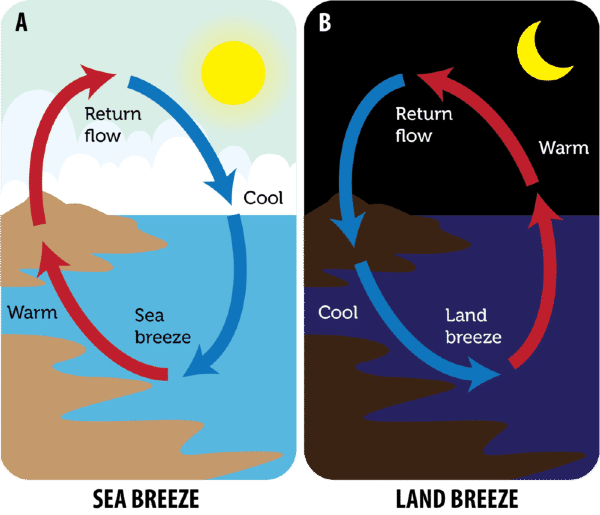 A
Return
flow
Cool
Warm
Sea
breeze
SEA BREEZE
B
Return
flow
Warm
Cool
Land
breeze
LAND BREEZE